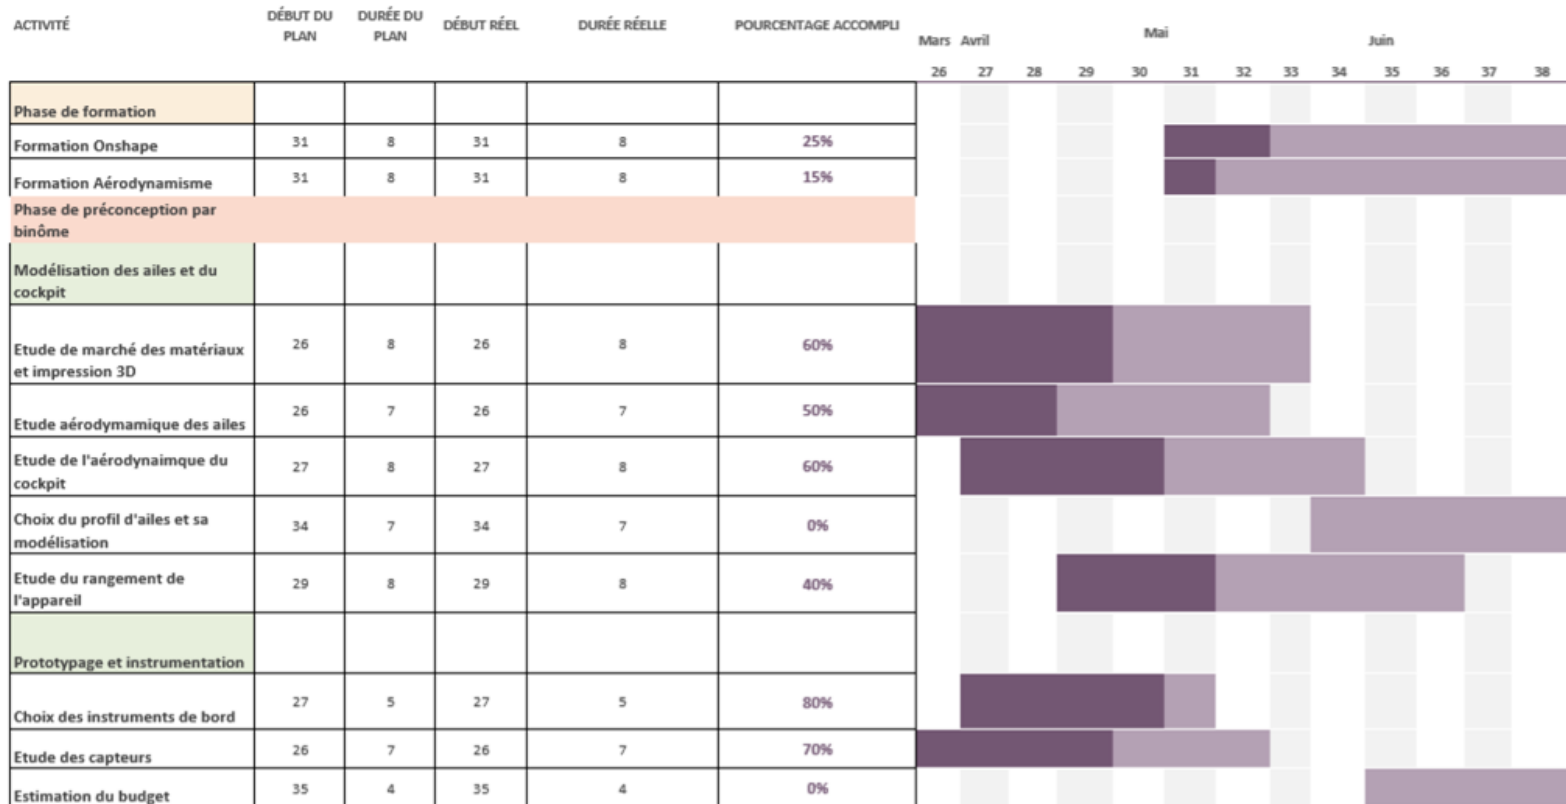 ACTIVITÉ
DÉBUT DU
PLAN
DURÉE DU
PLAN
DÉBUT RÉEL
DURÉE RÉELLE
POURCENTAGE ACCOMPLI
Mars Avril Mai Juin
26 27 28 29 30 31 32 33 34 35 36 37 38
Phase de formation
Formation Onshape 31 8 31 8 25%
Formation Aérodynamisme 31 8 31 8 15%
Phase de préconception par
binôme
Modélisation des ailes et du
cockpit
Etude de marché des matériaux
et impression 3D
26 8 26 8 60%
Etude aérodymamique des ailes 26 7 26 7 50%
Etude de l'aérodynaimque du
cockpit
27 8 27 8 60%
Choix du profil d'ailes et sa
modélisation
34 7 34 7 0%
Etude du rangement de
l'appareil
29 8 29 8 40%
Prototypage et instrumentation
Choix des instruments de bord 27 5 27 5 80%
Etude des capteurs 26 7 26 7 70%
Estimation du budget 35 4 35 4 0%